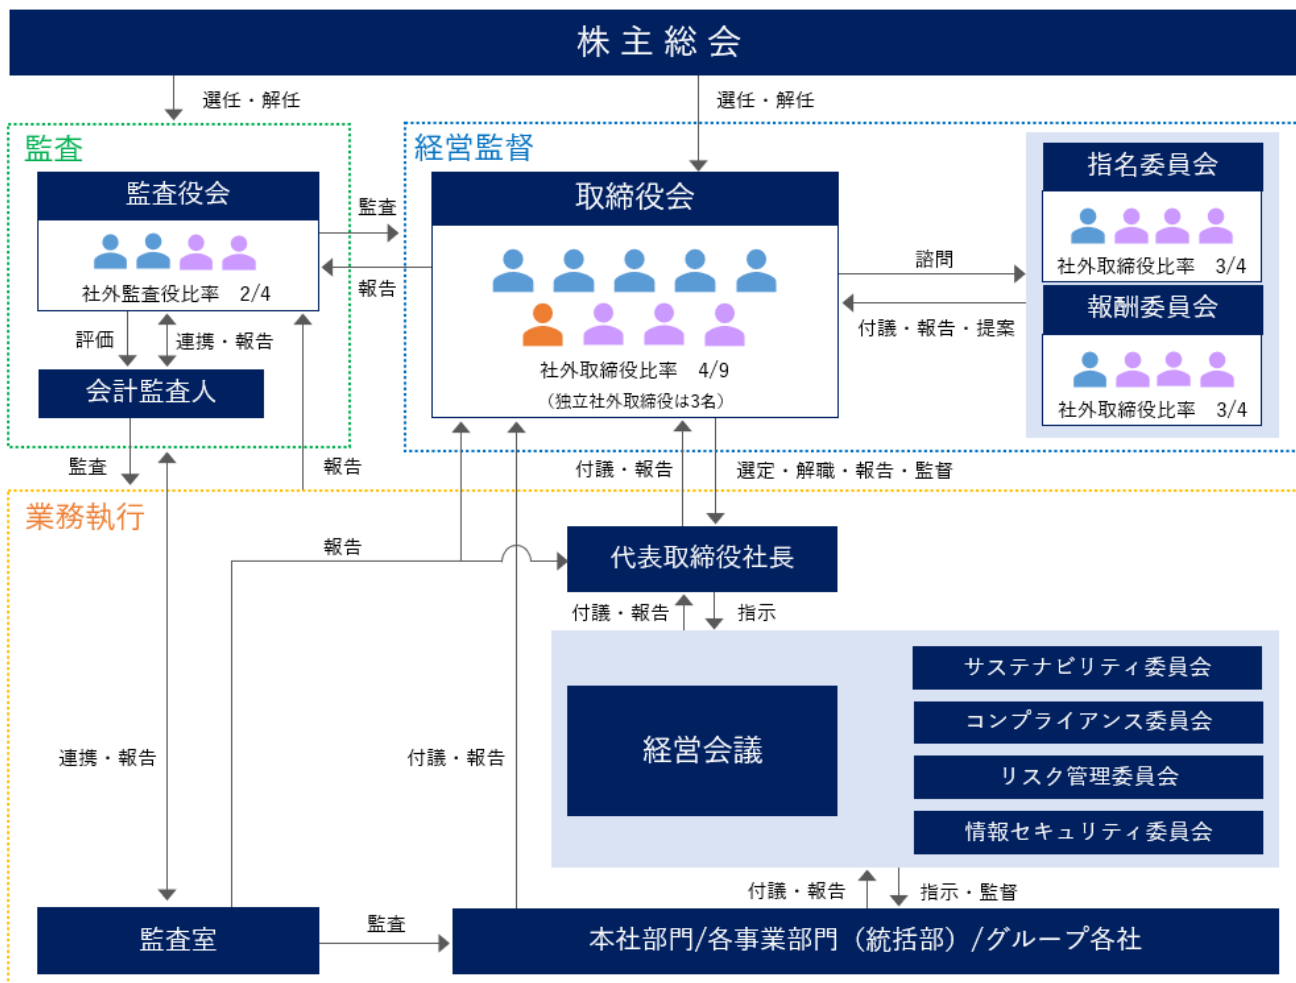 株主総会
選任・解任
選任・解任
監査
監査役会
社外監査役比率 2/4
評価
連携・報告
会計監査人
監査
報告
経営監督
取締役会
社外取締役比率 4/9
（独立社外取締役は3名）
諮問
付議・報告・提案
指名委員会
社外取締役比率 3/4
報酬委員会
社外取締役比率 3/4
監査
報告
付議・報告
選定・解職・報告・監督
業務執行
報告
代表取締役社長
付議・報告
指示
経営会議
サステナビリティ委員会
コンプライアンス委員会
リスク管理委員会
情報セキュリティ委員会
連携・報告
付議・報告
付議・報告
指示・監督
監査室
監査
本社部門/各事業部門（統括部）/グループ各社